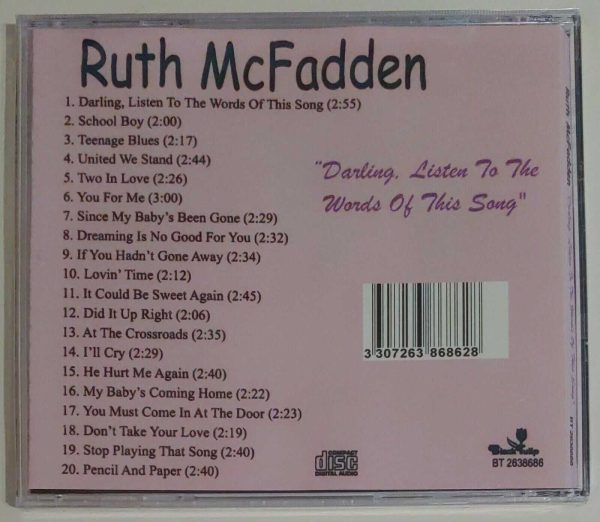 Ruth McFadden
1. Darling, Listen To The Words Of This Song (2:55)
2. School Boy (2:00)
3. Teenage Blues (2:17)
4. United We Stand (2:44)
5. Two In Love (2:26)
6. You For Me (3:00)
7. Since My Baby's Been Gone (2:29)
8. Dreaming Is No Good For You (2:32)
9. If You Hadn't Gone Away (2:34)
10. Lovin' Time (2:12)
11. It Could Be Sweet Again (2:45)
12. Did It Up Right (2:06)
13. At The Crossroads (2:35)
14. I'll Cry (2:29)
15. He Hurt Me Again (2:40)
16. My Baby's Coming Home (2:22)
17. You Must Come In At The Door (2:23)
18. Don't Take Your Love (2:19)
19. Stop Playing That Song (2:40)
20. Pencil And Paper (2:40)
"Darling, Listen To The
Words Of This Song"
3 307263 868628
COMPACT
disc
DIGITAL AUDIO
Black Tulip
BT 2638686
Ruth McFadden